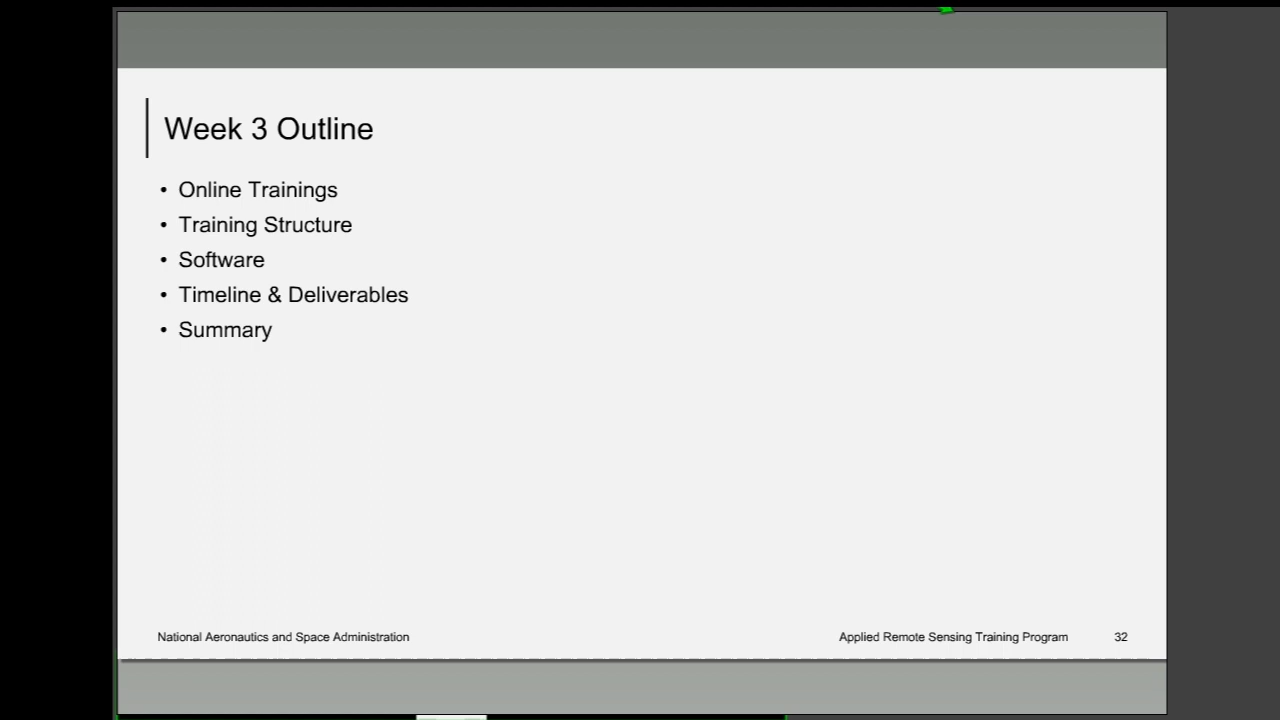 Week 3 Outline
• Online Trainings
• Training Structure
• Software
• Timeline & Deliverables
• Summary
National Aeronautics and Space Administration
Applied Remote Sensing Training Program 32